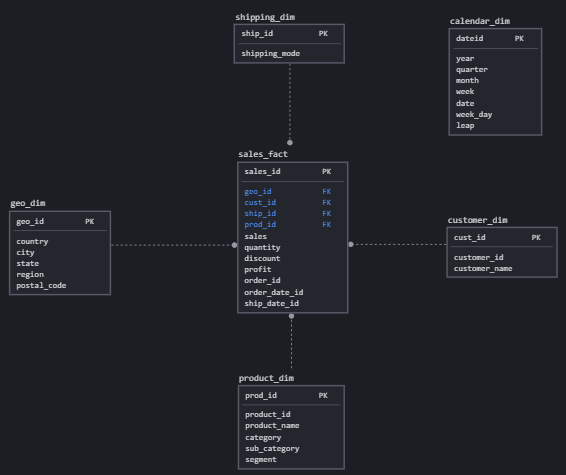 shipping_dim
ship_id PK
shipping_mode
calendar_dim
dateid PK
year
quarter
month
week
date
week_day
leap
sales_fact
sales_id PK
geo_id FK
cust_id FK
ship_id FK
prod_id FK
sales
quantity
discount
profit
order_id
order_date_id
ship_date_id
geo_dim
geo_id PK
country
city
state
region
postal_code
customer_dim
cust_id PK
customer_id
customer_name
product_dim
prod_id PK
product_id
product_name
category
sub_category
segment